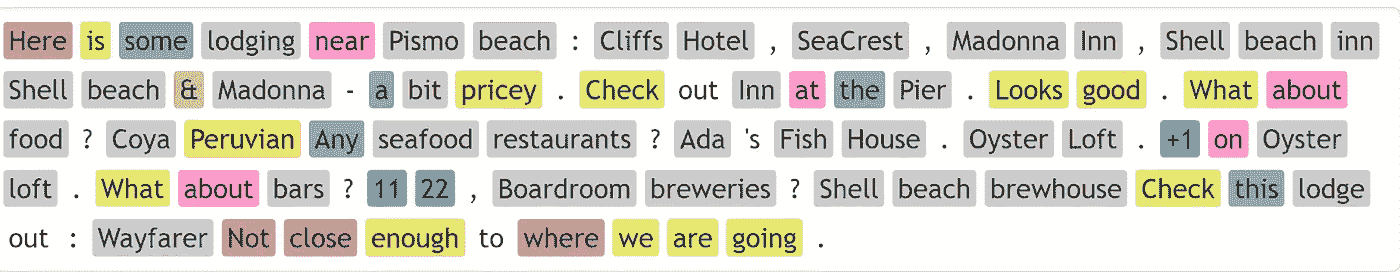 Here is some lodging near Pismo beach : Cliffs Hotel , SeaCrest , Madonna Inn , Shell beach inn
Shell beach & Madonna - a bit pricey . Check out Inn at the Pier . Looks good . What about
food ? Coya Peruvian Any seafood restaurants ? Ada 's Fish House . Oyster Loft . +1 on Oyster
loft . What about bars ? 11 22 , Boardroom breweries ? Shell beach brewhouse Check this lodge
out : Wayfarer Not close enough to where we are going .